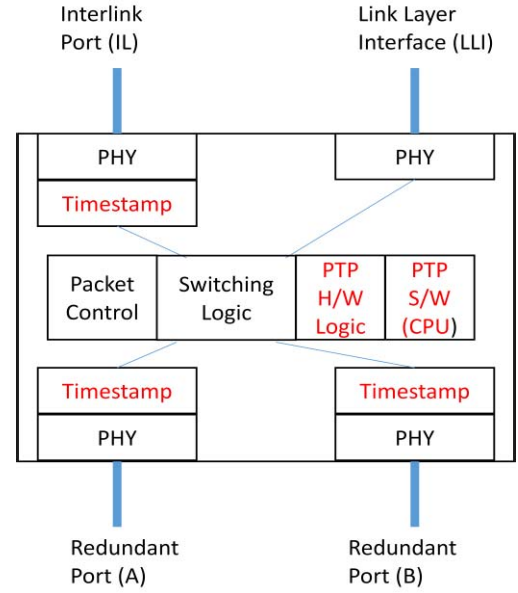 Interlink
Port (IL)
Link Layer
Interface (LLI)
PHY
PHY
Timestamp
Packet
Control
Switching
Logic
PTP
H/W
Logic
PTP
S/W
(CPU)
Timestamp
Timestamp
PHY
PHY
Redundant
Port (A)
Redundant
Port (B)